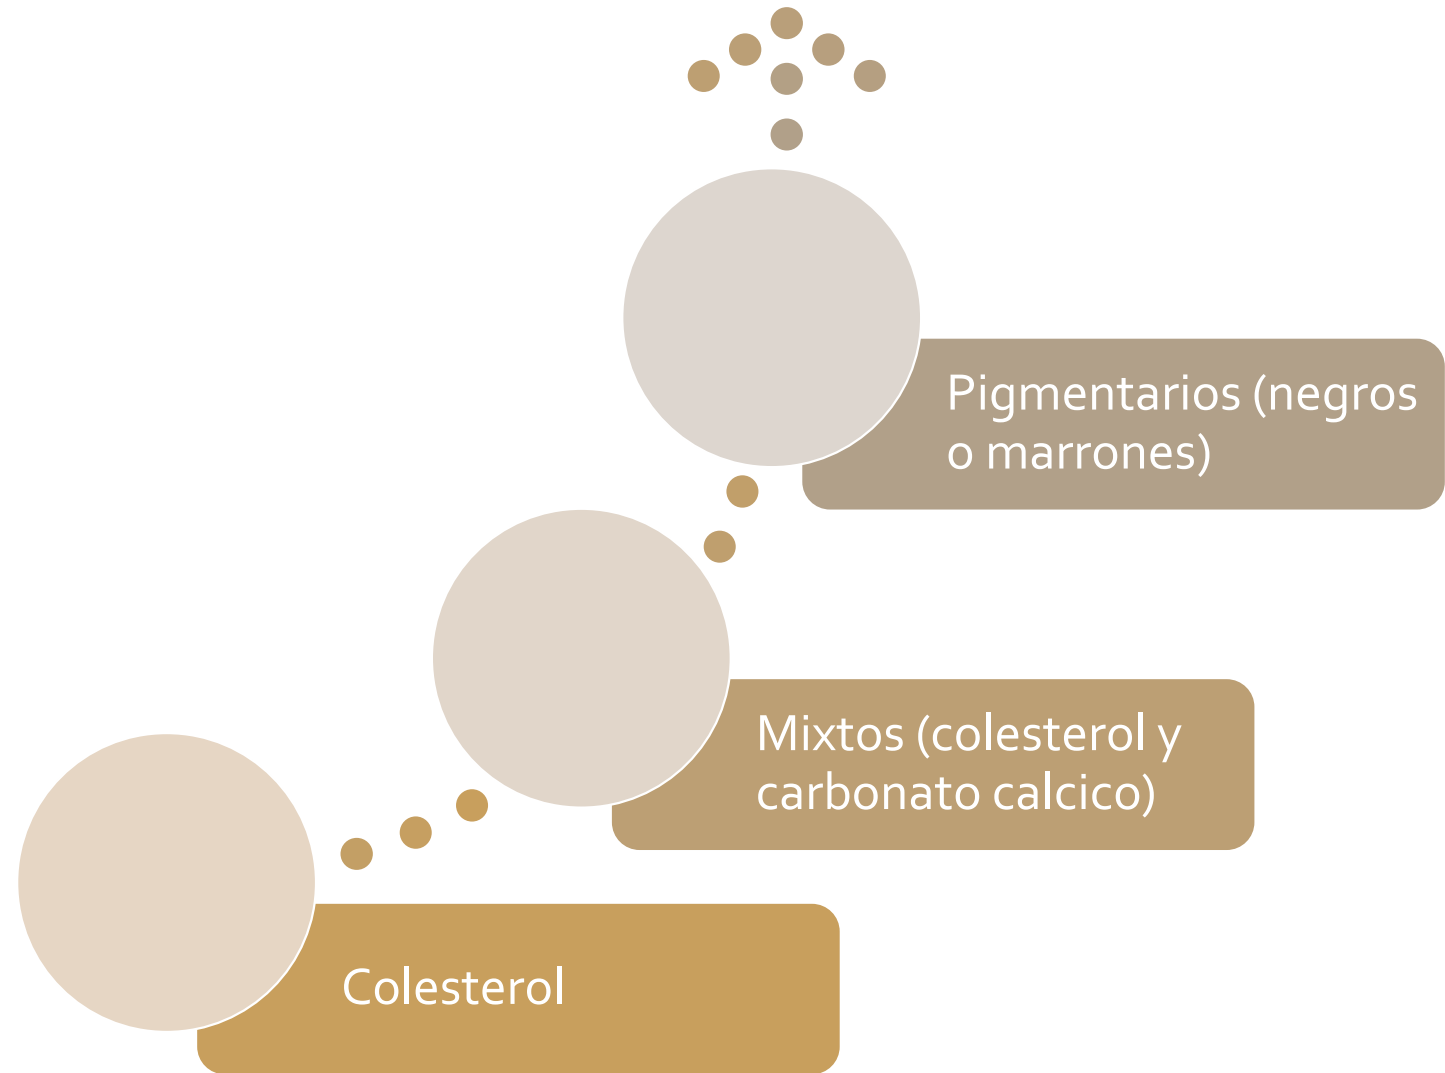 Pigmentarios (negros
o marrones)
Mixtos (colesterol y
carbonato calcico)
Colesterol